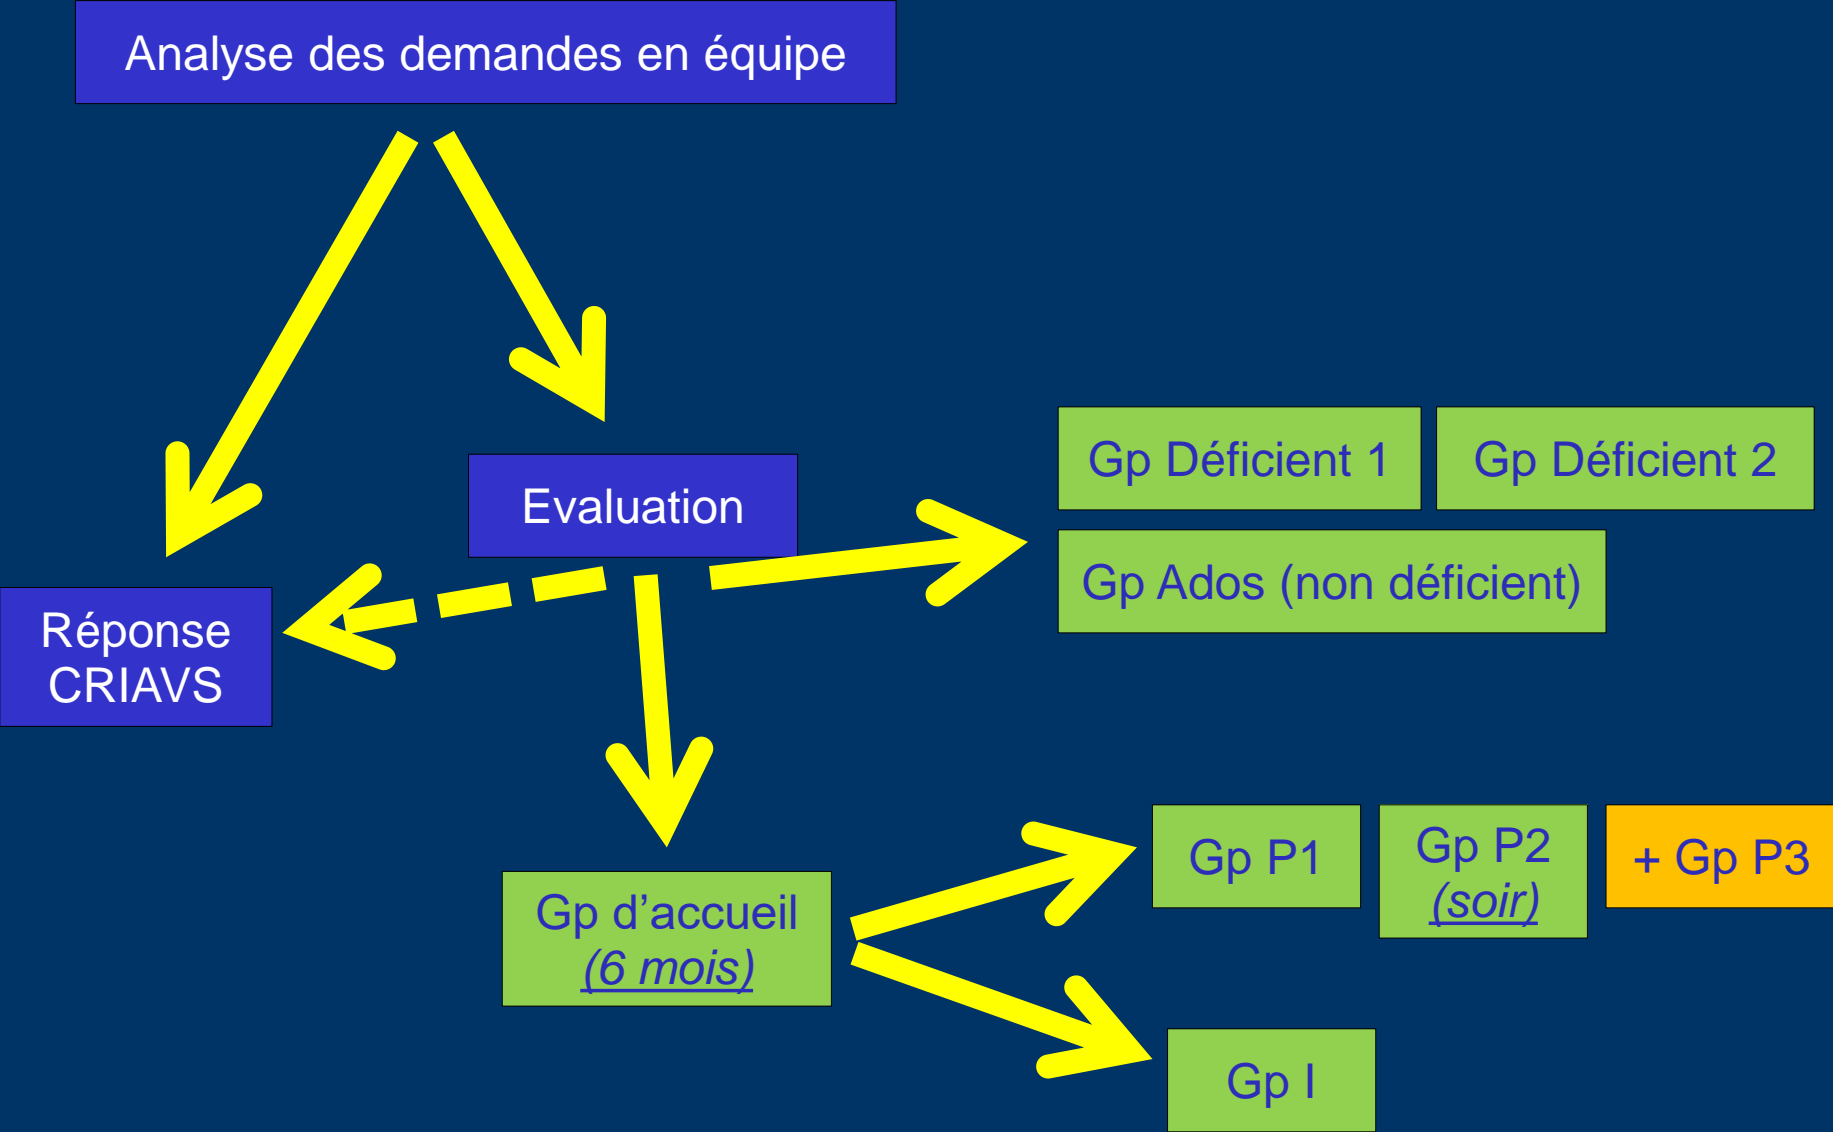 Analyse des demandes en équipe
Evaluation
Réponse
CRIAVS
Gp Déficient 1
Gp Déficient 2
Gp Ados (non déficient)
Gp d’accueil
(6 mois)
Gp P1
Gp P2
(soir)
+ Gp P3
Gp I